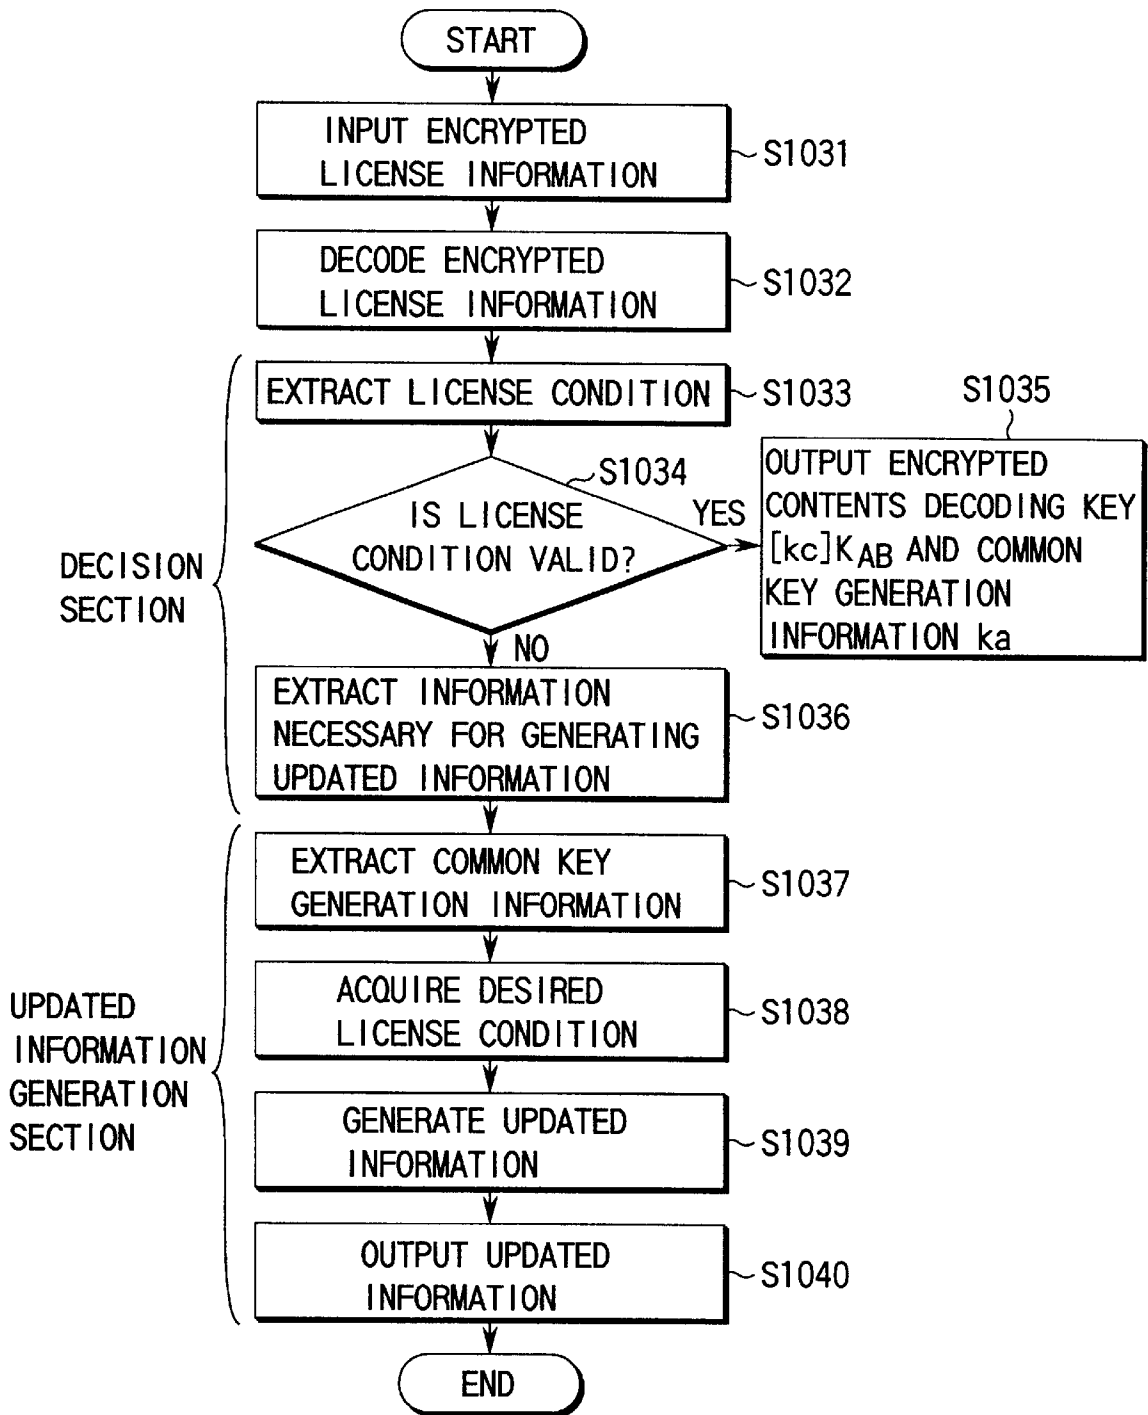 START
INPUT ENCRYPTED
LICENSE INFORMATION
S1031
DECODE ENCRYPTED
LICENSE INFORMATION
S1032
EXTRACT LICENSE CONDITION
S1033
S1034
IS LICENSE
CONDITION VALID?
YES
S1035
OUTPUT ENCRYPTED
CONTENTS DECODING KEY
[kc]KAB AND COMMON
KEY GENERATION
INFORMATION ka
DECISION
SECTION
NO
EXTRACT INFORMATION
NECESSARY FOR GENERATING
UPDATED INFORMATION
S1036
EXTRACT COMMON KEY
GENERATION INFORMATION
S1037
ACQUIRE DESIRED
LICENSE CONDITION
S1038
UPDATED
INFORMATION
GENERATION
SECTION
GENERATE UPDATED
INFORMATION
S1039
OUTPUT UPDATED
INFORMATION
S1040
END